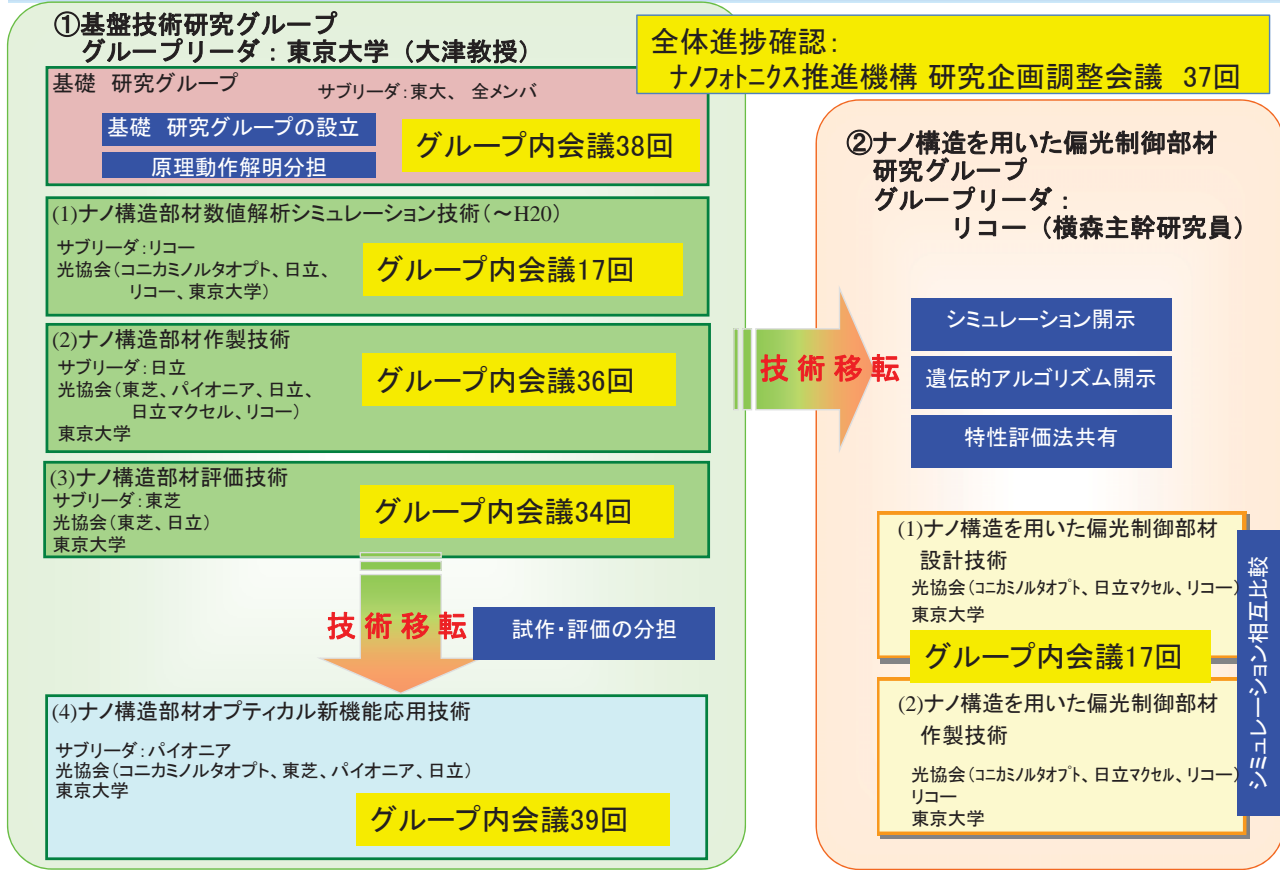 ①基盤技術研究グループ
グループリーダ：東京大学（大津教授）
全体進捗確認：
ナノフォトニクス推進機構 研究企画調整会議 37回
基礎 研究グループ
サブリーダ：東大、全メンバ
基礎 研究グループの設立
原理動作解明分担
グループ内会議38回
(1)ナノ構造部材数値解析シミュレーション技術（～H20）
サブリーダ：リコー
光協会（コニカミノルタオプト、日立、
リコー、東京大学）
グループ内会議17回
(2)ナノ構造部材作製技術
サブリーダ：日立
光協会（東芝、パイオニア、日立、
日立マクセル、リコー）
東京大学
グループ内会議36回
(3)ナノ構造部材評価技術
サブリーダ：東芝
光協会（東芝、日立）
東京大学
グループ内会議34回
技術移転
試作・評価の分担
(4)ナノ構造部材オプティカル新機能応用技術
サブリーダ：パイオニア
光協会（コニカミノルタオプト、東芝、パイオニア、日立）
東京大学
グループ内会議39回
技術移転
②ナノ構造を用いた偏光制御部材
研究グループ
グループリーダ：
リコー（横森主幹研究員）
シミュレーション開示
遺伝的アルゴリズム開示
特性評価法共有
(1)ナノ構造を用いた偏光制御部材
設計技術
光協会（コニカミノルタオプト、日立マクセル、リコー）
東京大学
グループ内会議17回
(2)ナノ構造を用いた偏光制御部材
作製技術
光協会（コニカミノルタオプト、日立マクセル、リコー）
リコー
東京大学
シミュレーション相互比較